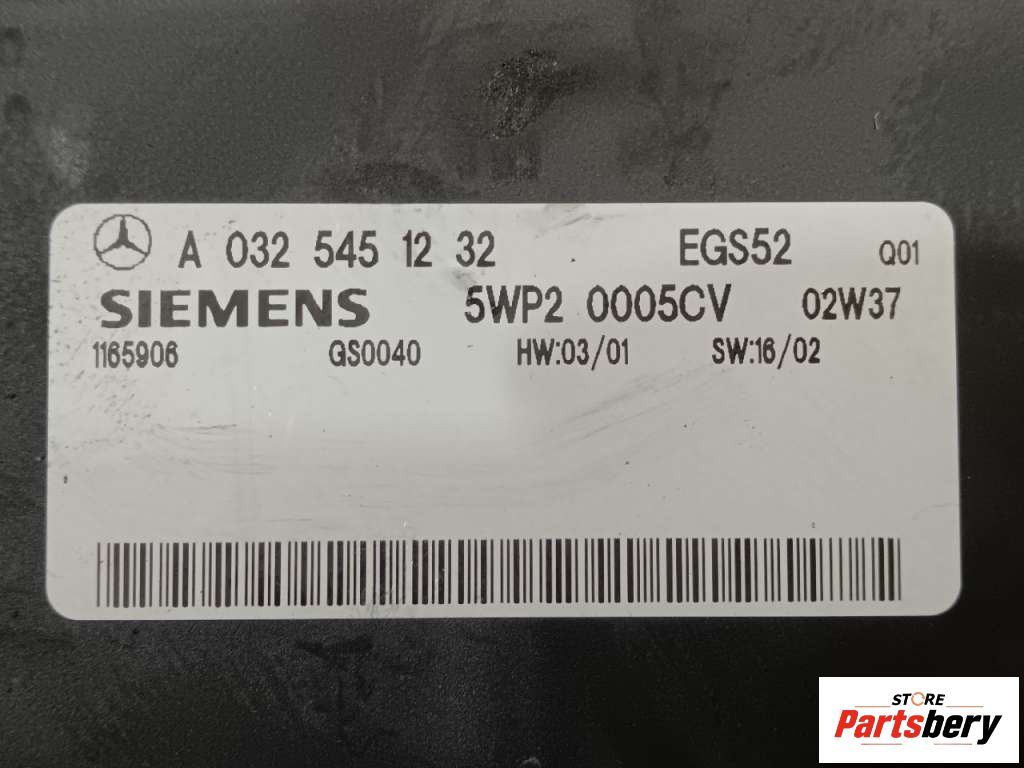 A 032 545 12 32 EGS52 Q01
SIEMENS 5WP2 0005CV 02W37
1165906 GS0040 HW:03/01 SW:16/02
STORE
Partsbery